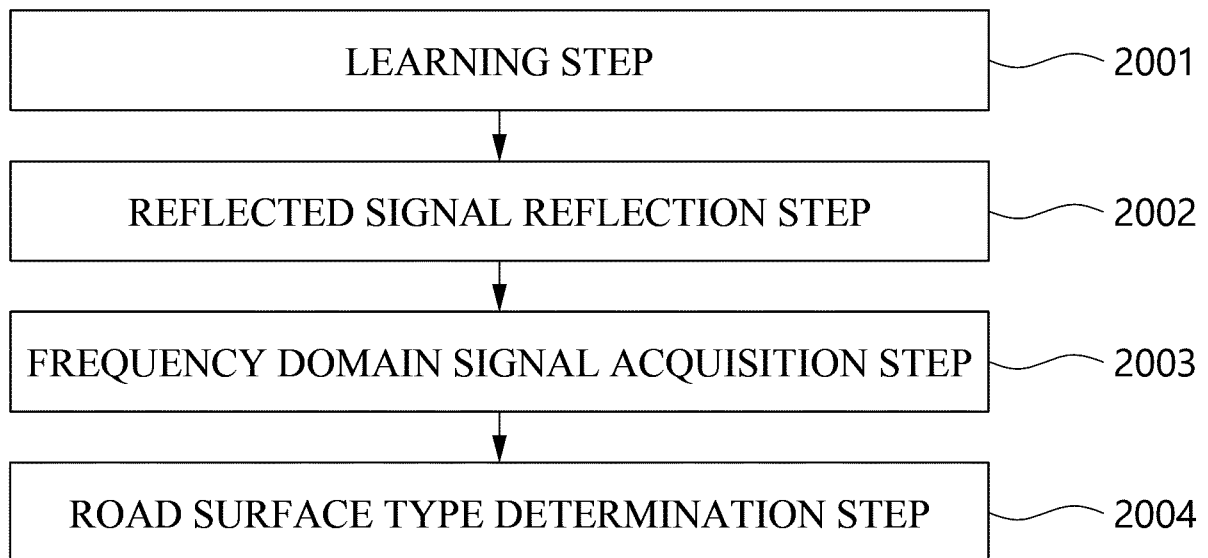 LEARNING STEP 2001
REFLECTED SIGNAL REFLECTION STEP 2002
FREQUENCY DOMAIN SIGNAL ACQUISITION STEP 2003
ROAD SURFACE TYPE DETERMINATION STEP 2004